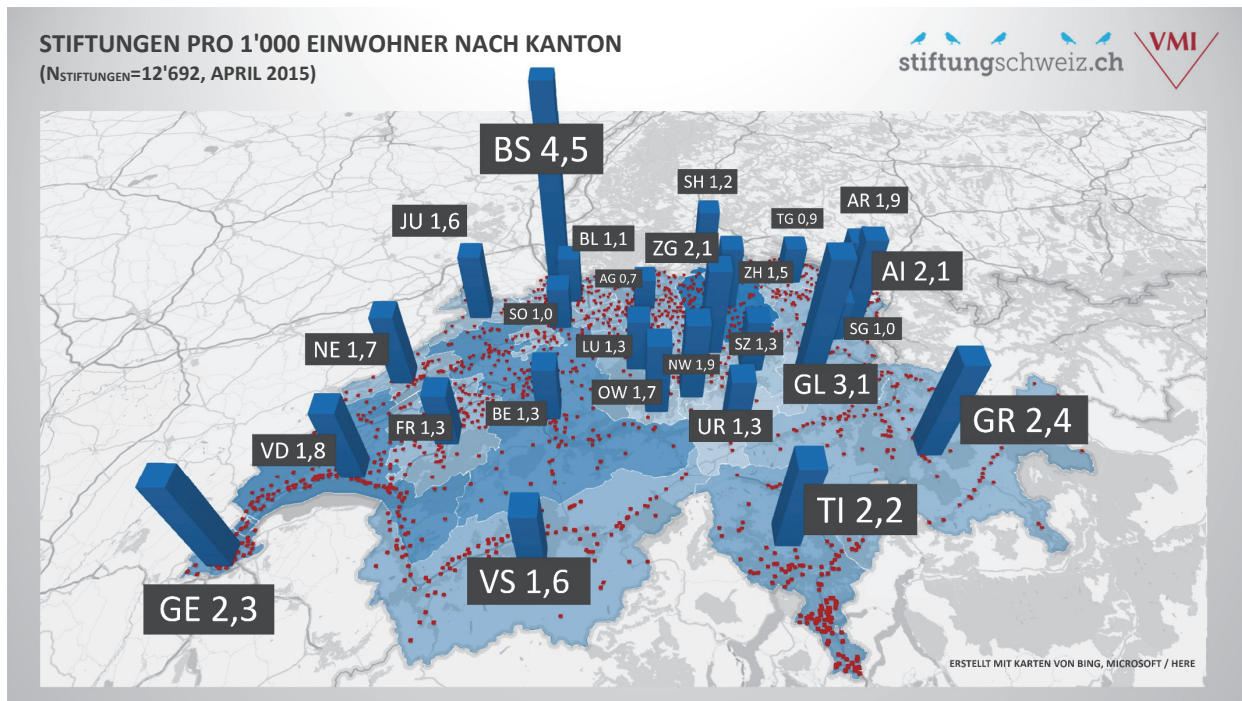 STIFTUNGEN PRO 1'000 EINWOHNER NACH KANTON
(NSTIFTUNGEN=12'692, APRIL 2015)
stiftungschweiz.ch
VMI
BS 4,5
SH 1,2
AR 1,9
TG 0,9
JU 1,6
BL 1,1
ZG 2,1
AI 2,1
ZH 1,5
AG 0,7
SO 1,0
SG 1,0
NE 1,7
LU 1,3
SZ 1,3
NW 1,9
GL 3,1
OW 1,7
BE 1,3
GR 2,4
FR 1,3
UR 1,3
VD 1,8
TI 2,2
VS 1,6
GE 2,3
ERSTELLT MIT KARTEN VON BING, MICROSOFT / HERE